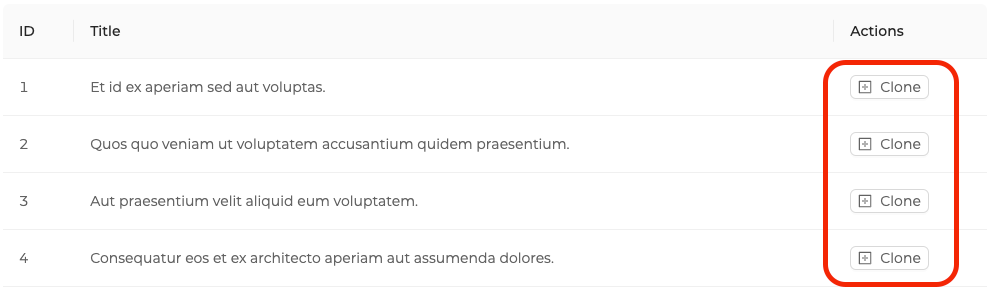 ID Title Actions
1 Et id ex aperiam sed aut voluptas. Clone
2 Quos quo veniam ut voluptatem accusantium quidem praesentium. Clone
3 Aut praesentium velit aliquid eum voluptatem. Clone
4 Consequatur eos et ex architecto aperiam aut assumenda dolores. Clone